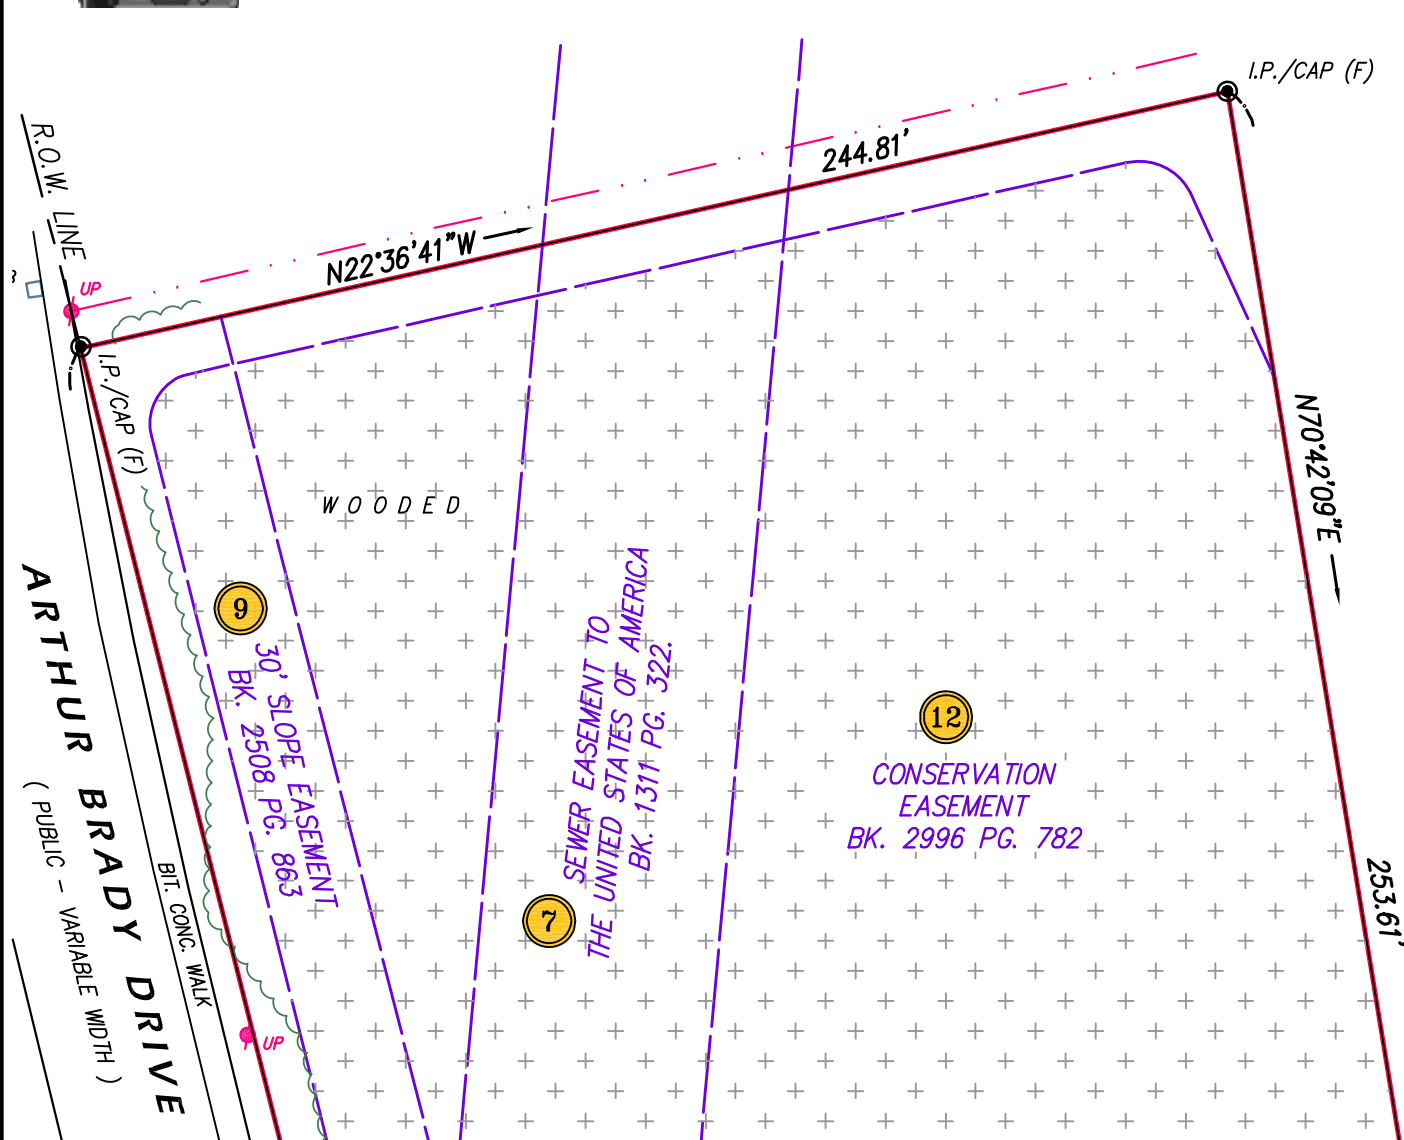 I.P./CAP (F)
R.O.W. LINE
244.81'
N22°36'41"W
UP
I.P./CAP (F)
N70°42'09"E
WOODED
9
30' SLOPE EASEMENT
BK. 2508 PG. 863
SEWER EASEMENT TO
THE UNITED STATES OF AMERICA
BK. 1311 PG. 322.
7
12
CONSERVATION
EASEMENT
BK. 2996 PG. 782
253.61'
ARTHUR BRADY DRIVE
( PUBLIC - VARIABLE WIDTH )
BIT. CONC. WALK
UP